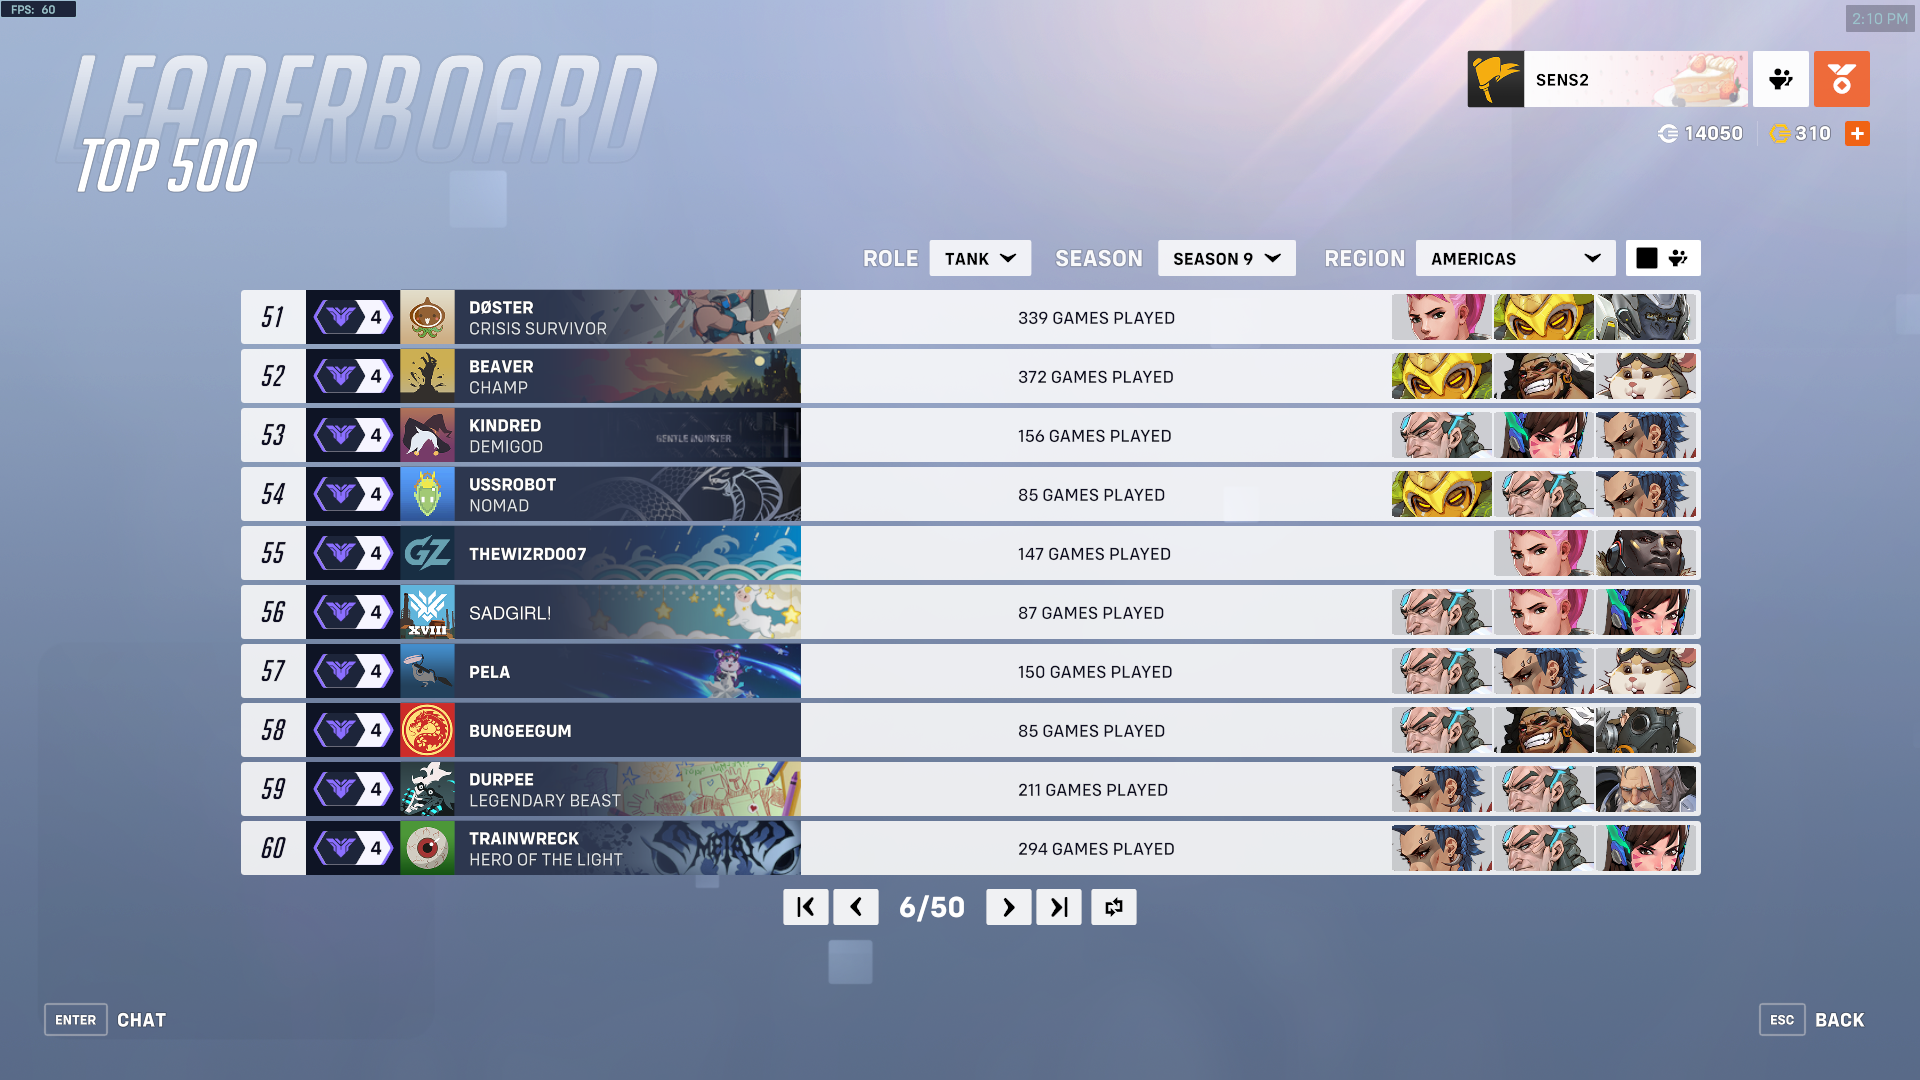 FPS: 60
2:10 PM
LEADERBOARD
TOP 500
SENS2
14050
310
ROLE TANK SEASON SEASON 9 REGION AMERICAS
51 4 DØSTER CRISIS SURVIVOR 339 GAMES PLAYED
52 4 BEAVER CHAMP 372 GAMES PLAYED
53 4 KINDRED DEMIGOD GENTLE MONSTER 156 GAMES PLAYED
54 4 USSROBOT NOMAD 85 GAMES PLAYED
55 4 GZ THEWIZRD007 147 GAMES PLAYED
56 4 XVIII SADGIRL! 87 GAMES PLAYED
57 4 PELA 150 GAMES PLAYED
58 4 BUNGEEGUM 85 GAMES PLAYED
59 4 DURPEE LEGENDARY BEAST 211 GAMES PLAYED
60 4 TRAINWRECK HERO OF THE LIGHT METAL 294 GAMES PLAYED
6/50
ENTER CHAT
ESC BACK